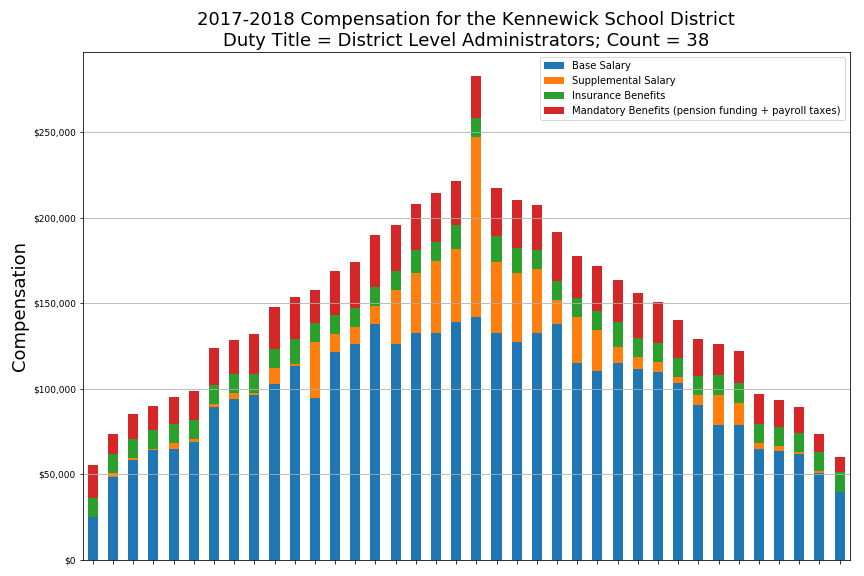 2017-2018 Compensation for the Kennewick School District
Duty Title = District Level Administrators; Count = 38
Base Salary
Supplemental Salary
Insurance Benefits
Mandatory Benefits (pension funding + payroll taxes)
Compensation
$250,000
$200,000
$150,000
$100,000
$50,000
$0